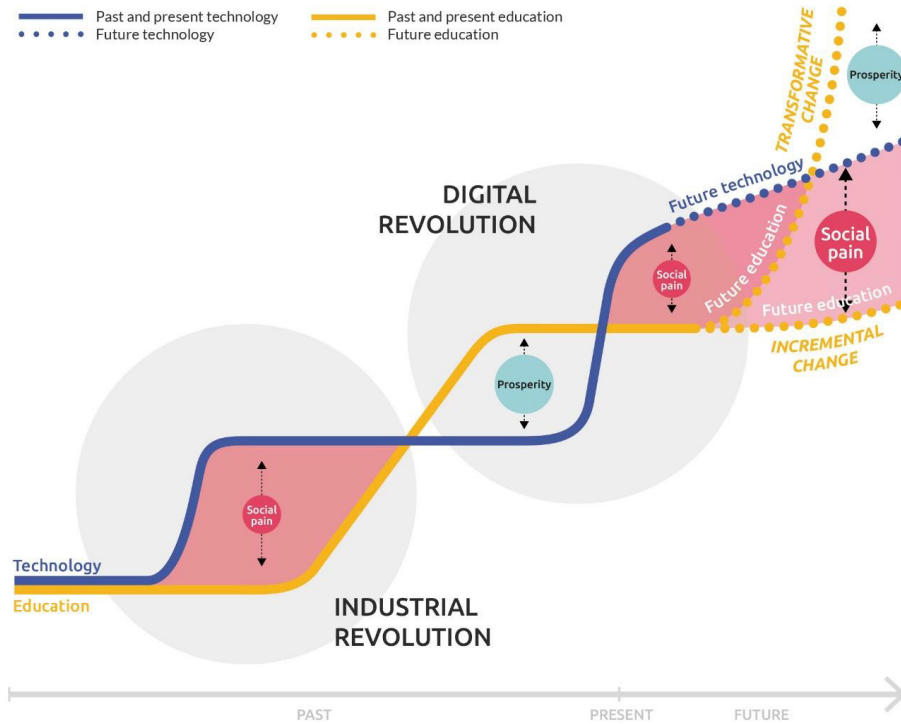 Past and present technology
Future technology
Past and present education
Future education
TRANSFORMATIVE
CHANGE
Prosperity
DIGITAL
REVOLUTION
Future technology
Future education
Social
pain
Social
pain
Future education
INCREMENTAL
CHANGE
Prosperity
Social
pain
Technology
Education
INDUSTRIAL
REVOLUTION
PAST
PRESENT
FUTURE